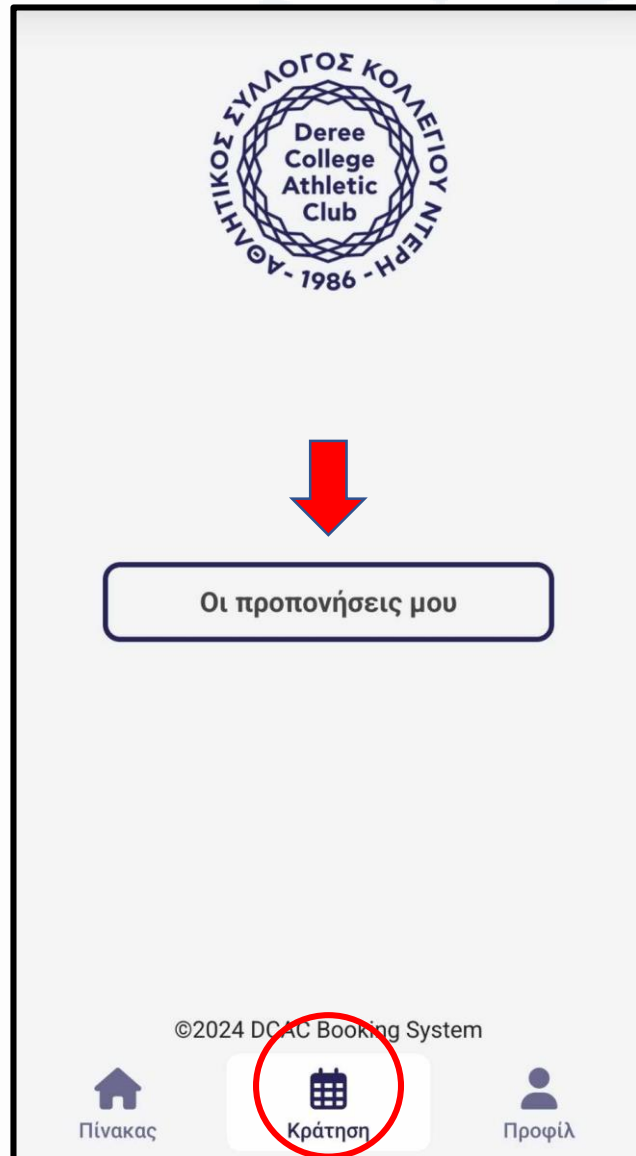 ΑΘΛΗΤΙΚΟΣ ΣΥΛΛΟΓΟΣ ΚΟΛΛΕΓΙΟΥ ΝΤΕΡΗ
- 1986 -
Deree
College
Athletic
Club
Οι προπονήσεις μου
©2024 DCAC Booking System
Πίνακας Κράτηση Προφίλ